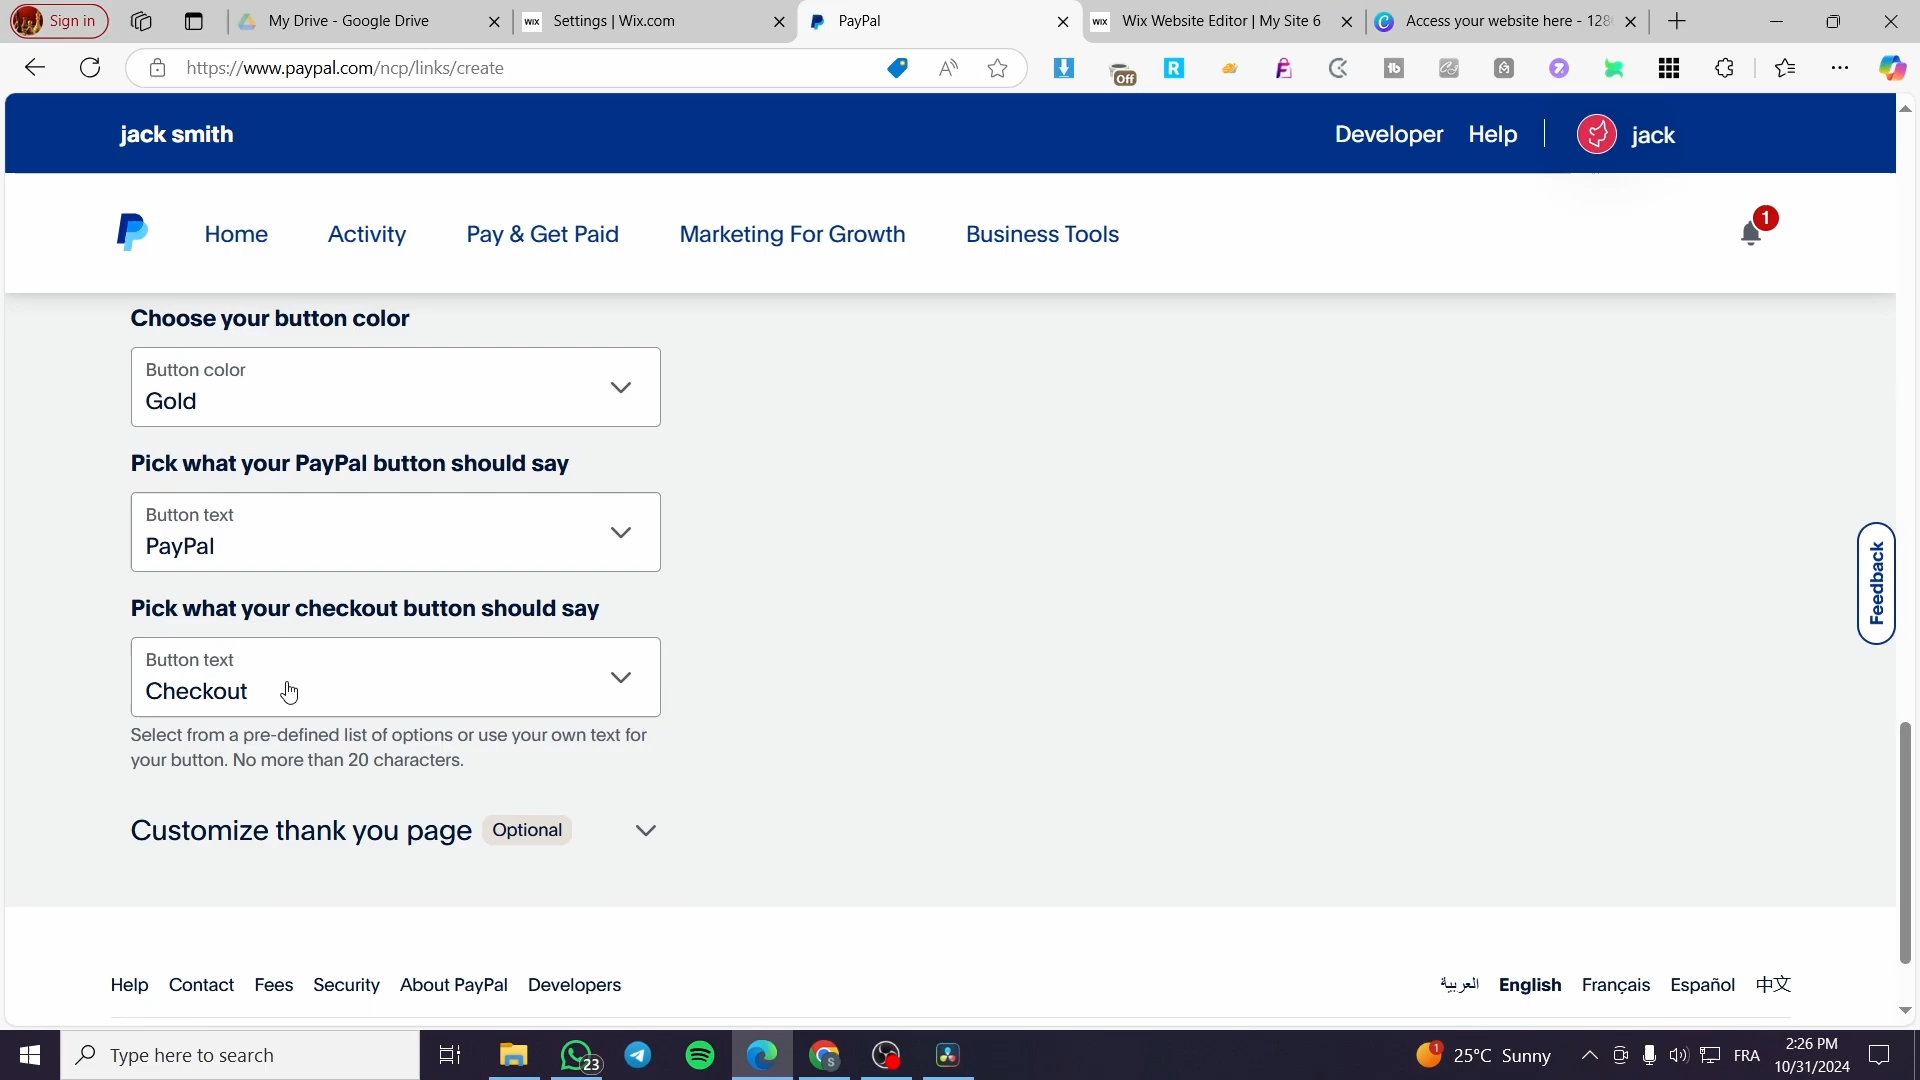 Sign in
My Drive - Google Drive
WIX
Settings | Wix.com
PayPal
WIX
Wix Website Editor | My Site 6
Access your website here - 128
https://www.paypal.com/ncp/links/create
Off
jack smith
Developer
Help
jack
Home
Activity
Pay & Get Paid
Marketing For Growth
Business Tools
1
Choose your button color
Button color
Gold
Pick what your PayPal button should say
Button text
PayPal
Pick what your checkout button should say
Button text
Checkout
Select from a pre-defined list of options or use your own text for
your button. No more than 20 characters.
Customize thank you page
Optional
Feedback
Help
Contact
Fees
Security
About PayPal
Developers
العربية
English
Français
Español
中文
Type here to search
23
1
25°C Sunny
FRA
2:26 PM
10/31/2024